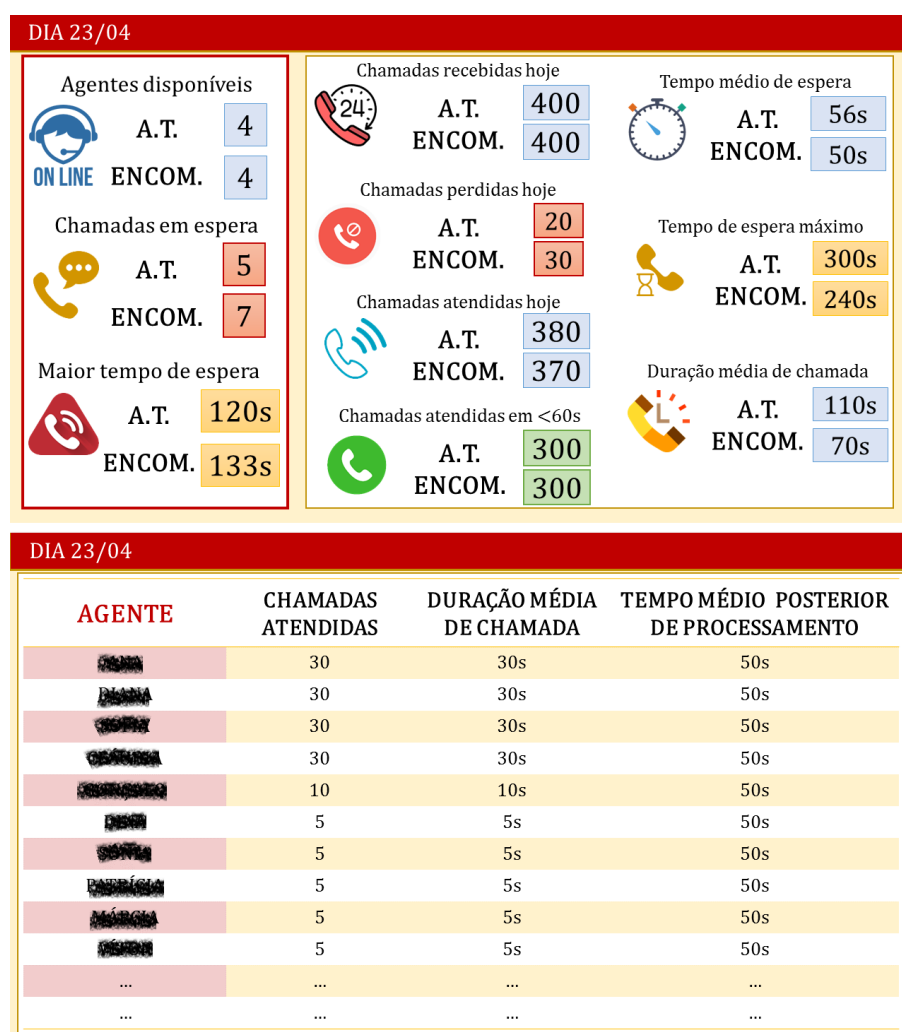 DIA 23/04
Agentes disponíveis
A.T. 4
ON LINE ENCOM. 4
Chamadas em espera
A.T. 5
ENCOM. 7
Maior tempo de espera
A.T. 120s
ENCOM. 133s
Chamadas recebidas hoje
24
A.T. 400
ENCOM. 400
Chamadas perdidas hoje
A.T. 20
ENCOM. 30
Chamadas atendidas hoje
A.T. 380
ENCOM. 370
Chamadas atendidas em <60s
A.T. 300
ENCOM. 300
Tempo médio de espera
A.T. 56s
ENCOM. 50s
Tempo de espera máximo
A.T. 300s
ENCOM. 240s
Duração média de chamada
A.T. 110s
ENCOM. 70s
DIA 23/04
AGENTE
CHAMADAS
ATENDIDAS
DURAÇÃO MÉDIA
DE CHAMADA
TEMPO MÉDIO POSTERIOR
DE PROCESSAMENTO
30 30s 50s
30 30s 50s
30 30s 50s
30 30s 50s
10 10s 50s
5 5s 50s
5 5s 50s
5 5s 50s
5 5s 50s
5 5s 50s
... ... ... ...
... ... ... ...